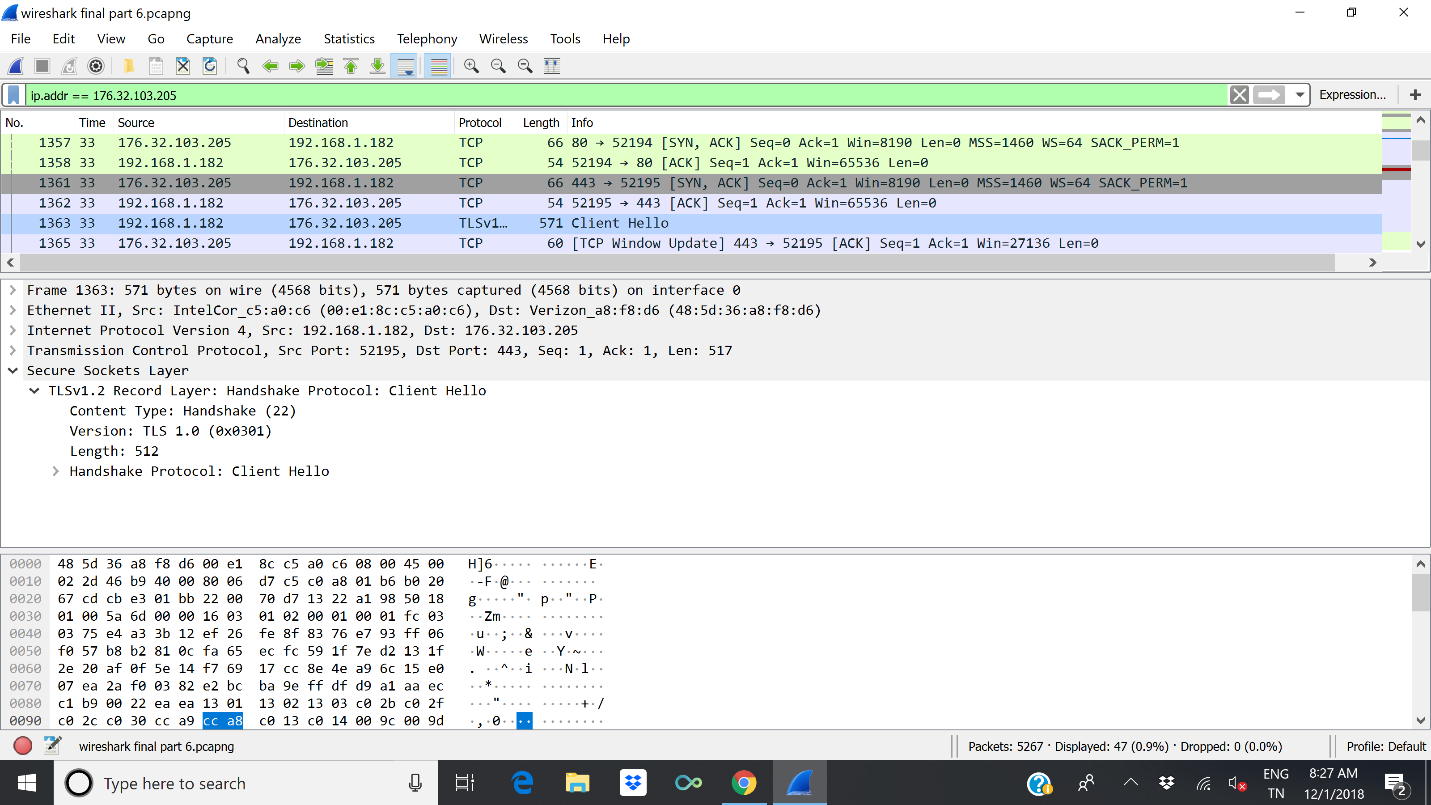 wireshark final part 6.pcapng
File Edit View Go Capture Analyze Statistics Telephony Wireless Tools Help
ip.addr == 176.32.103.205 Expression… +
No. Time Source Destination Protocol Length Info
1357 33 176.32.103.205 192.168.1.182 TCP 66 80 → 52194 [SYN, ACK] Seq=0 Ack=1 Win=8190 Len=0 MSS=1460 WS=64 SACK_PERM=1
1358 33 192.168.1.182 176.32.103.205 TCP 54 52194 → 80 [ACK] Seq=1 Ack=1 Win=65536 Len=0
1361 33 176.32.103.205 192.168.1.182 TCP 66 443 → 52195 [SYN, ACK] Seq=0 Ack=1 Win=8190 Len=0 MSS=1460 WS=64 SACK_PERM=1
1362 33 192.168.1.182 176.32.103.205 TCP 54 52195 → 443 [ACK] Seq=1 Ack=1 Win=65536 Len=0
1363 33 192.168.1.182 176.32.103.205 TLSv1… 571 Client Hello
1365 33 176.32.103.205 192.168.1.182 TCP 60 [TCP Window Update] 443 → 52195 [ACK] Seq=1 Ack=1 Win=27136 Len=0
Frame 1363: 571 bytes on wire (4568 bits), 571 bytes captured (4568 bits) on interface 0
Ethernet II, Src: IntelCor_c5:a0:c6 (00:e1:8c:c5:a0:c6), Dst: Verizon_a8:f8:d6 (48:5d:36:a8:f8:d6)
Internet Protocol Version 4, Src: 192.168.1.182, Dst: 176.32.103.205
Transmission Control Protocol, Src Port: 52195, Dst Port: 443, Seq: 1, Ack: 1, Len: 517
Secure Sockets Layer
TLSv1.2 Record Layer: Handshake Protocol: Client Hello
Content Type: Handshake (22)
Version: TLS 1.0 (0x0301)
Length: 512
Handshake Protocol: Client Hello
0000 48 5d 36 a8 f8 d6 00 e1 8c c5 a0 c6 08 00 45 00 H]6····· ······E·
0010 02 2d 46 b9 40 00 80 06 d7 c5 c0 a8 01 b6 b0 20 ·-F·@··· ······· 
0020 67 cd cb e3 01 bb 22 00 70 d7 13 22 a1 98 50 18 g·····"· p··"··P·
0030 01 00 5a 6d 00 00 16 03 01 02 00 01 00 01 fc 03 ··Zm···· ········
0040 03 75 e4 a3 3b 12 ef 26 fe 8f 83 76 e7 93 ff 06 ·u··;··& ···v····
0050 f0 57 b8 b2 81 0c fa 65 ec fc 59 1f 7e d2 13 1f ·W·····e ··Y·~···
0060 2e 20 af 0f 5e 14 f7 69 17 cc 8e 4e a9 6c 15 e0 . ··^··i ···N·l··
0070 07 ea 2a f0 03 82 e2 bc ba 9e ff df d9 a1 aa ec ··*····· ········
0080 c1 b9 00 22 ea ea 13 01 13 02 13 03 c0 2b c0 2f ···"···· ·····+·/
0090 c0 2c c0 30 cc a9 cc a8 c0 13 c0 14 00 9c 00 9d ·,·0···· ········
wireshark final part 6.pcapng Packets: 5267 · Displayed: 47 (0.9%) · Dropped: 0 (0.0%) Profile: Default
Type here to search ENG 8:27 AM
TN 12/1/2018 2